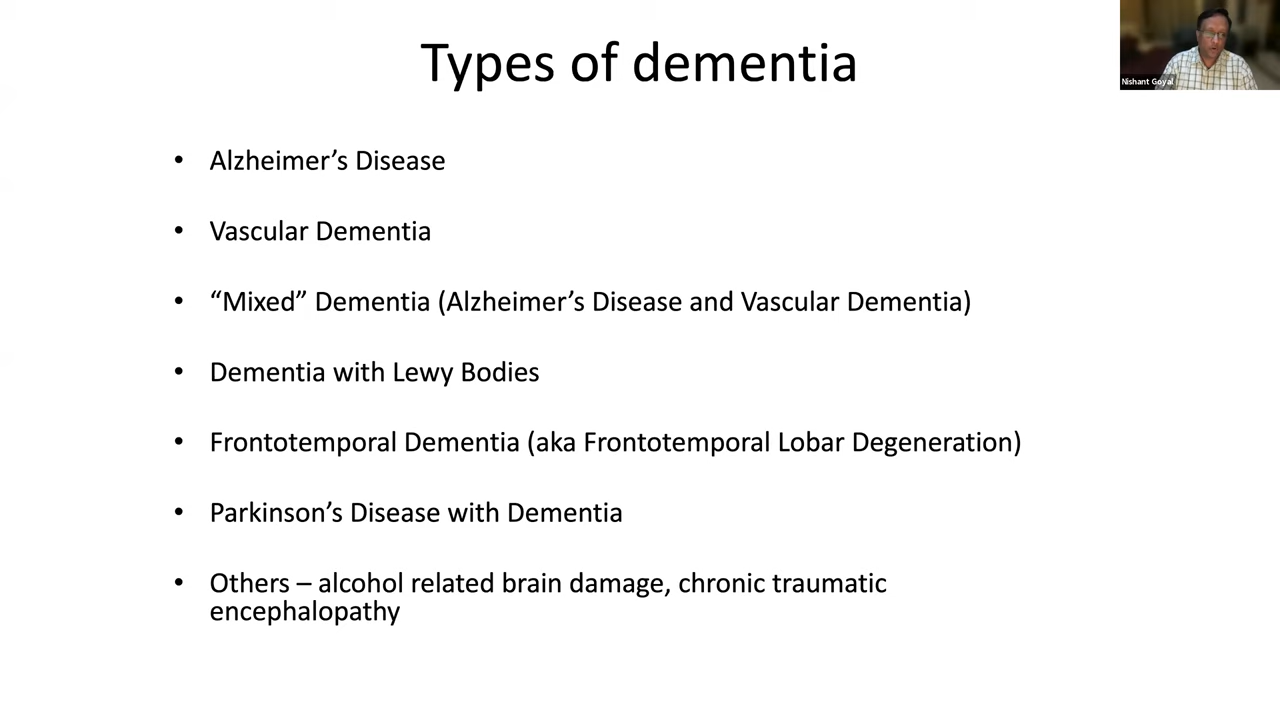 Types of dementia
Nishant Goyal
• Alzheimer’s Disease
• Vascular Dementia
• “Mixed” Dementia (Alzheimer’s Disease and Vascular Dementia)
• Dementia with Lewy Bodies
• Frontotemporal Dementia (aka Frontotemporal Lobar Degeneration)
• Parkinson’s Disease with Dementia
• Others – alcohol related brain damage, chronic traumatic
encephalopathy